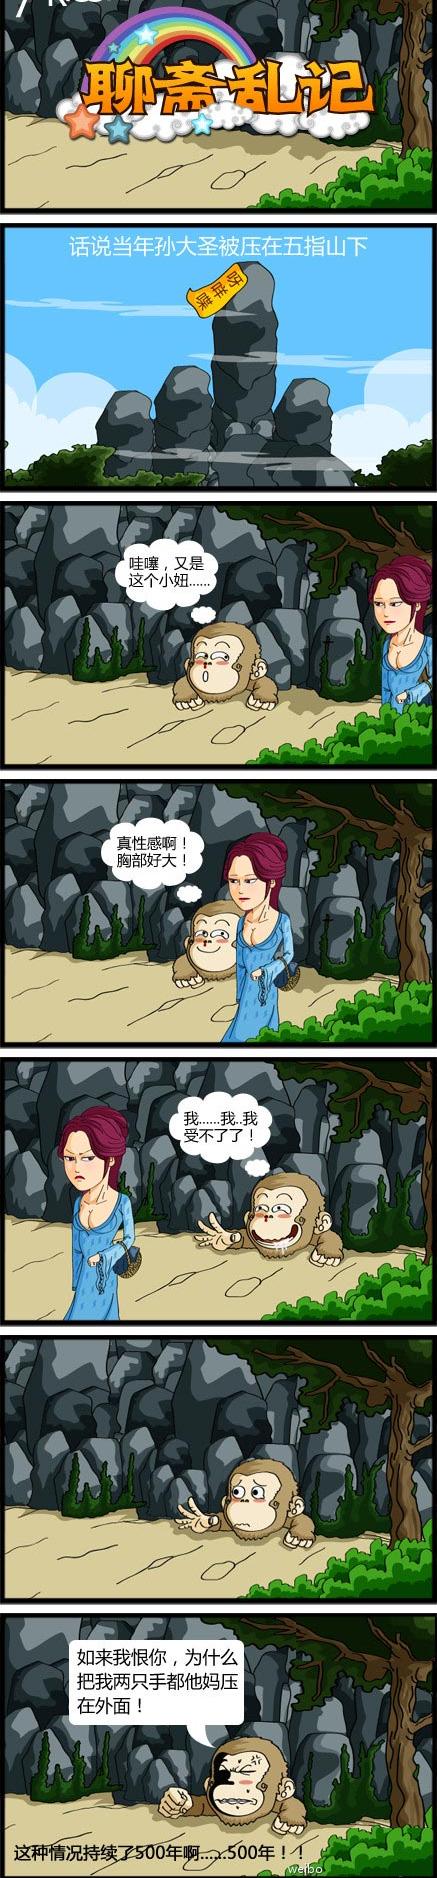 聊斋乱记
话说当年孙大圣被压在五指山下
哇噻，又是
这个小妞......
真性感啊！
胸部好大！
我......我..我
受不了了！
如来我恨你，为什么
把我两只手都他妈压
在外面！
这种情况持续了500年啊......500年！！
weibo